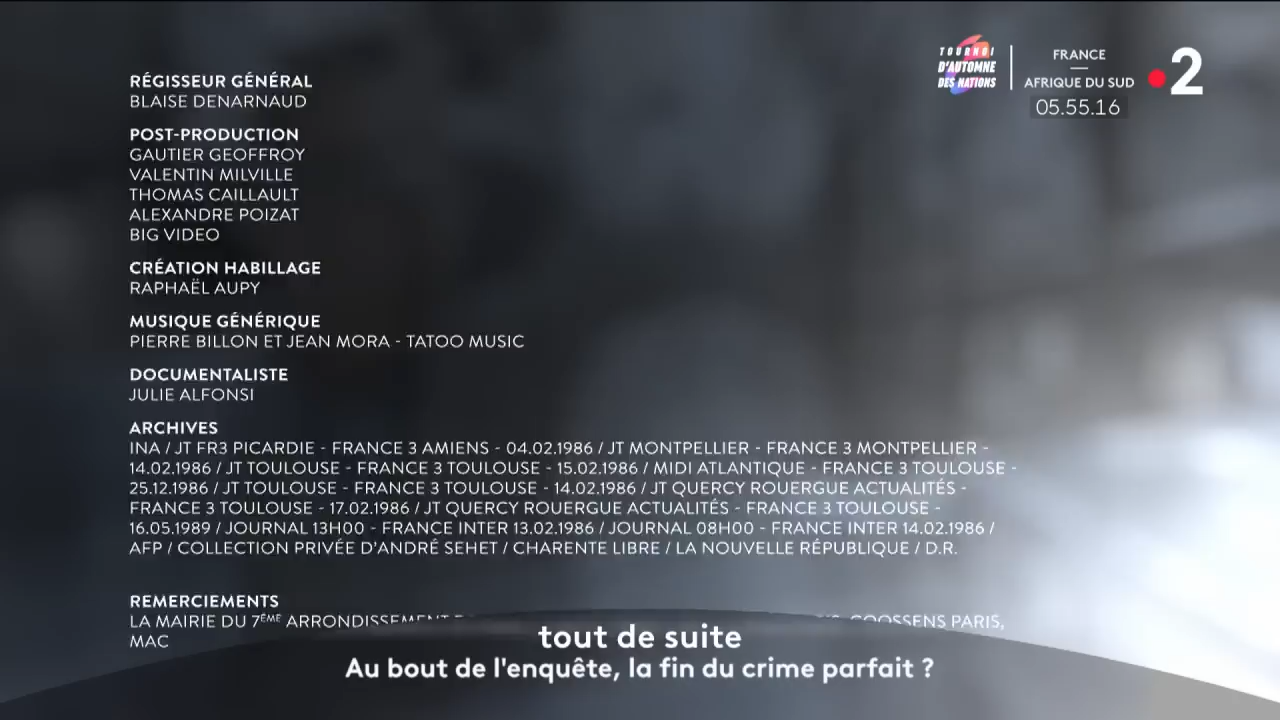 RÉGISSEUR GÉNÉRAL
BLAISE DENARNAUD
POST-PRODUCTION
GAUTIER GEOFFROY
VALENTIN MILVILLE
THOMAS CAILLAULT
ALEXANDRE POIZAT
BIG VIDEO
CRÉATION HABILLAGE
RAPHAËL AUPY
MUSIQUE GÉNÉRIQUE
PIERRE BILLON ET JEAN MORA - TATOO MUSIC
DOCUMENTALISTE
JULIE ALFONSI
ARCHIVES
INA / JT FR3 PICARDIE - FRANCE 3 AMIENS - 04.02.1986 / JT MONTPELLIER - FRANCE 3 MONTPELLIER -
14.02.1986 / JT TOULOUSE - FRANCE 3 TOULOUSE - 15.02.1986 / MIDI ATLANTIQUE - FRANCE 3 TOULOUSE -
25.12.1986 / JT TOULOUSE - FRANCE 3 TOULOUSE - 14.02.1986 / JT QUERCY ROUERGUE ACTUALITÉS -
FRANCE 3 TOULOUSE - 17.02.1986 / JT QUERCY ROUERGUE ACTUALITÉS - FRANCE 3 TOULOUSE -
16.05.1989 / JOURNAL 13H00 - FRANCE INTER 13.02.1986 / JOURNAL 08H00 - FRANCE INTER 14.02.1986 /
AFP / COLLECTION PRIVÉE D'ANDRÉ SEHET / CHARENTE LIBRE / LA NOUVELLE RÉPUBLIQUE / D.R.
REMERCIEMENTS
LA MAIRIE DU 7ÈME ARRONDISSEMENT GOOSSENS PARIS,
MAC
TOURNOI
D'AUTOMNE
DES NATIONS
FRANCE
—
AFRIQUE DU SUD
05.55.16
2
tout de suite
Au bout de l'enquête, la fin du crime parfait ?